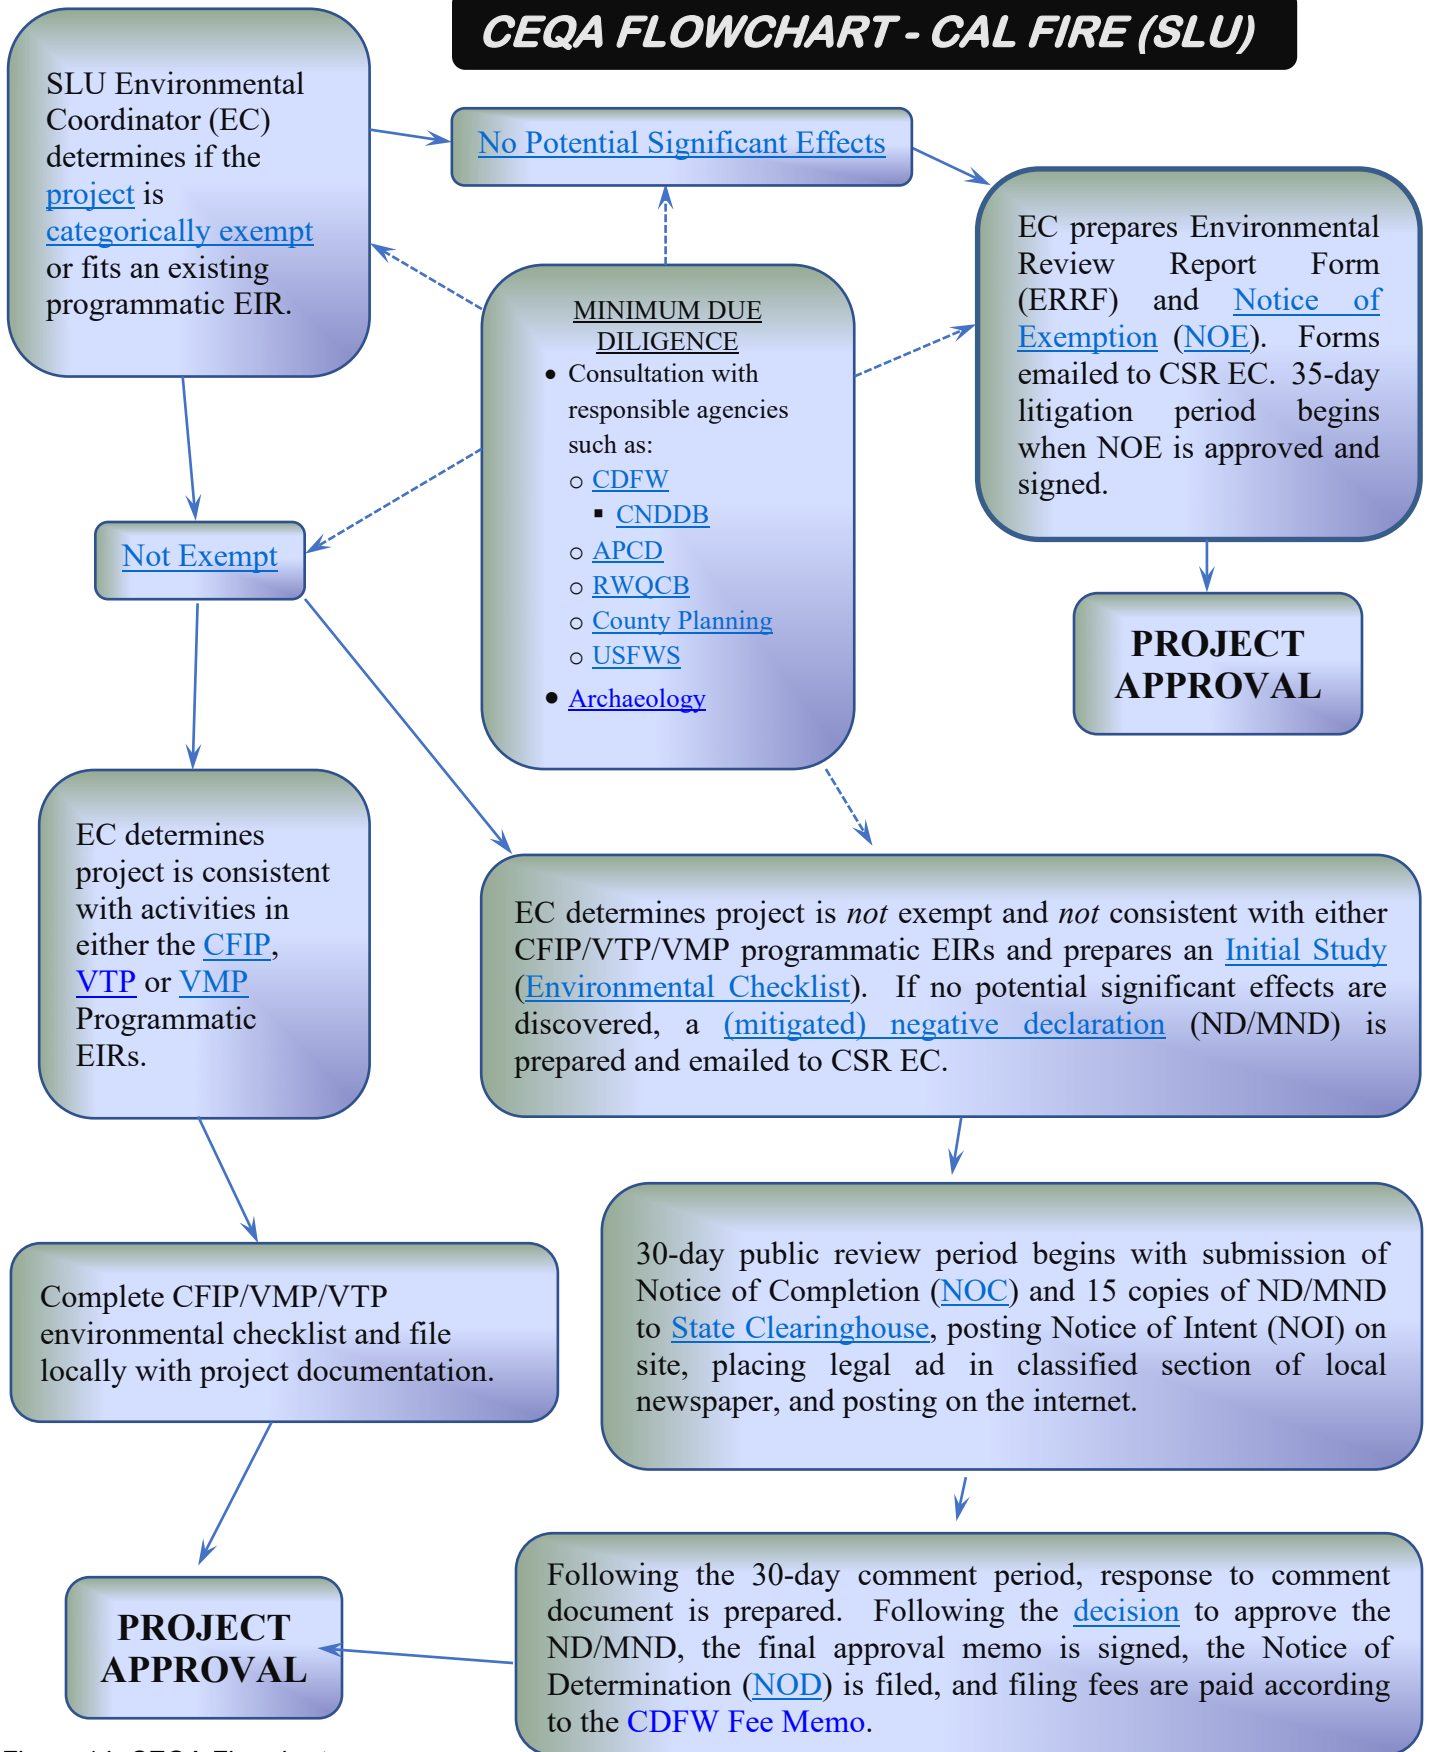 CEQA FLOWCHART - CAL FIRE (SLU)
SLU Environmental
Coordinator (EC)
determines if the
project is
categorically exempt
or fits an existing
programmatic EIR.
No Potential Significant Effects
EC prepares Environmental
Review Report Form
(ERRF) and Notice of
Exemption (NOE). Forms
emailed to CSR EC. 35-day
litigation period begins
when NOE is approved and
signed.
MINIMUM DUE
DILIGENCE
• Consultation with
responsible agencies
such as:
o CDFW
▪ CNDDB
o APCD
o RWQCB
o County Planning
o USFWS
• Archaeology
Not Exempt
PROJECT
APPROVAL
EC determines
project is consistent
with activities in
either the CFIP,
VTP or VMP
Programmatic
EIRs.
EC determines project is not exempt and not consistent with either
CFIP/VTP/VMP programmatic EIRs and prepares an Initial Study
(Environmental Checklist). If no potential significant effects are
discovered, a (mitigated) negative declaration (ND/MND) is
prepared and emailed to CSR EC.
Complete CFIP/VMP/VTP
environmental checklist and file
locally with project documentation.
30-day public review period begins with submission of
Notice of Completion (NOC) and 15 copies of ND/MND
to State Clearinghouse, posting Notice of Intent (NOI) on
site, placing legal ad in classified section of local
newspaper, and posting on the internet.
PROJECT
APPROVAL
Following the 30-day comment period, response to comment
document is prepared. Following the decision to approve the
ND/MND, the final approval memo is signed, the Notice of
Determination (NOD) is filed, and filing fees are paid according
to the CDFW Fee Memo.